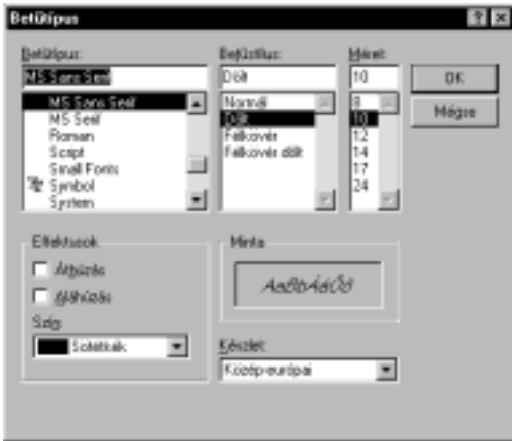 Betűtípus
Betűtípus: Betűstílus: Méret:
MS Sans Serif Dőlt 10 OK
MS Sans Serif Normál 8 Mégse
MS Serif Dőlt 10
Roman Félkövér 12
Script Félkövér dőlt 14
Small Fonts 17
Symbol 24
System
Effektusok Minta
Áthúzás
Aláhúzás AaBbÁáŐő
Szín:
Sötétkék Készlet:
Közép-európai